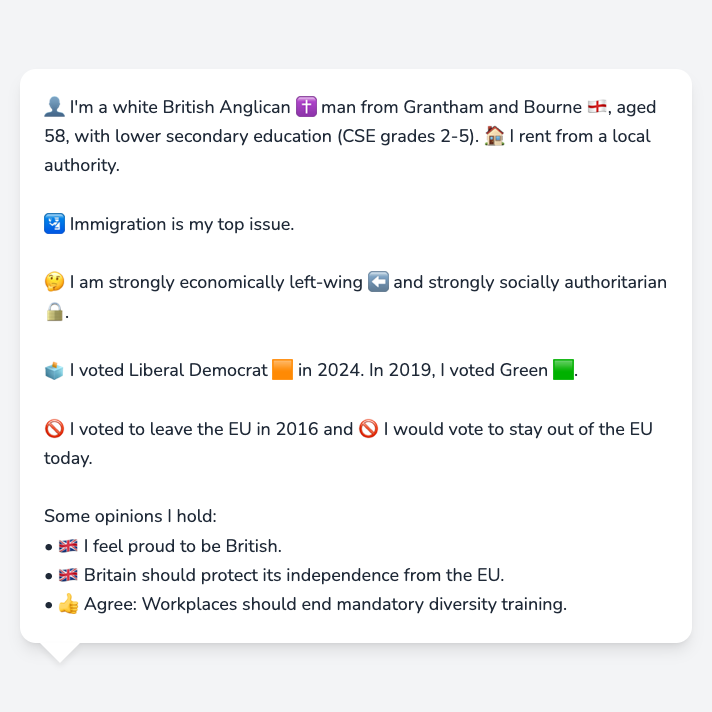 👤 I'm a white British Anglican ✝️ man from Grantham and Bourne 🏴󠁧󠁢󠁥󠁮󠁧󠁿, aged
58, with lower secondary education (CSE grades 2-5). 🏠 I rent from a local
authority.
🛂 Immigration is my top issue.
🤔 I am strongly economically left-wing ⬅️ and strongly socially authoritarian
🔒.
🗳️ I voted Liberal Democrat 🟧 in 2024. In 2019, I voted Green 🟩.
🚫 I voted to leave the EU in 2016 and 🚫 I would vote to stay out of the EU
today.
Some opinions I hold:
• 🇬🇧 I feel proud to be British.
• 🇬🇧 Britain should protect its independence from the EU.
• 👍 Agree: Workplaces should end mandatory diversity training.